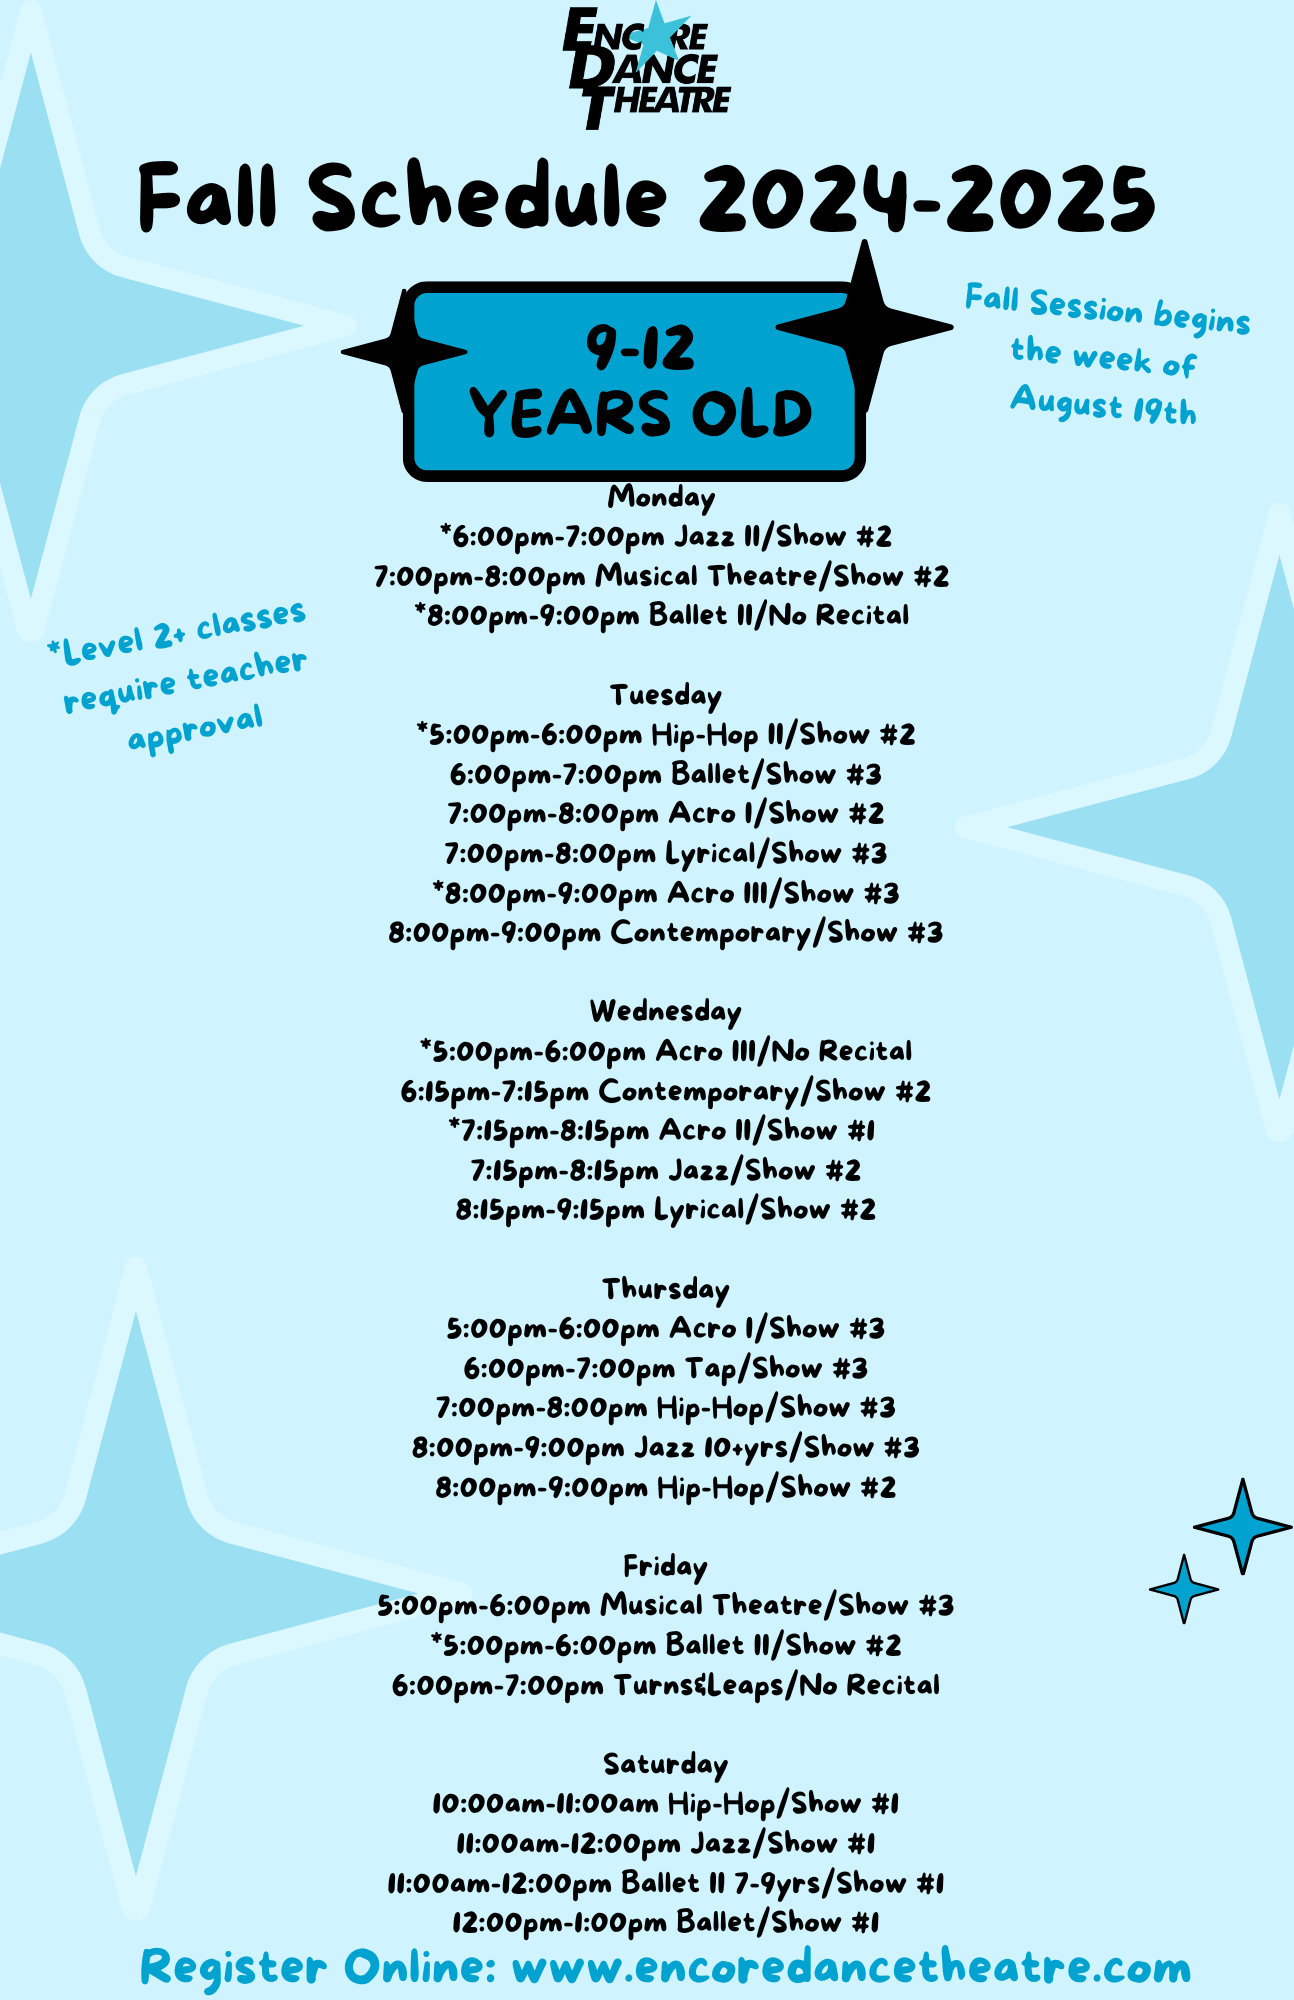 ENCORE
DANCE
THEATRE
Fall Schedule 2024-2025
9-12
YEARS OLD
Fall Session begins
the week of
August 19th
*Level 2+ classes
require teacher
approval
Monday
*6:00pm-7:00pm Jazz II/Show #2
7:00pm-8:00pm Musical Theatre/Show #2
*8:00pm-9:00pm Ballet II/No Recital
Tuesday
*5:00pm-6:00pm Hip-Hop II/Show #2
6:00pm-7:00pm Ballet/Show #3
7:00pm-8:00pm Acro I/Show #2
7:00pm-8:00pm Lyrical/Show #3
*8:00pm-9:00pm Acro III/Show #3
8:00pm-9:00pm Contemporary/Show #3
Wednesday
*5:00pm-6:00pm Acro III/No Recital
6:15pm-7:15pm Contemporary/Show #2
*7:15pm-8:15pm Acro II/Show #1
7:15pm-8:15pm Jazz/Show #2
8:15pm-9:15pm Lyrical/Show #2
Thursday
5:00pm-6:00pm Acro I/Show #3
6:00pm-7:00pm Tap/Show #3
7:00pm-8:00pm Hip-Hop/Show #3
8:00pm-9:00pm Jazz 10+yrs/Show #3
8:00pm-9:00pm Hip-Hop/Show #2
Friday
5:00pm-6:00pm Musical Theatre/Show #3
*5:00pm-6:00pm Ballet II/Show #2
6:00pm-7:00pm Turns&Leaps/No Recital
Saturday
10:00am-11:00am Hip-Hop/Show #1
11:00am-12:00pm Jazz/Show #1
11:00am-12:00pm Ballet II 7-9yrs/Show #1
12:00pm-1:00pm Ballet/Show #1
Register Online: www.encoredancetheatre.com